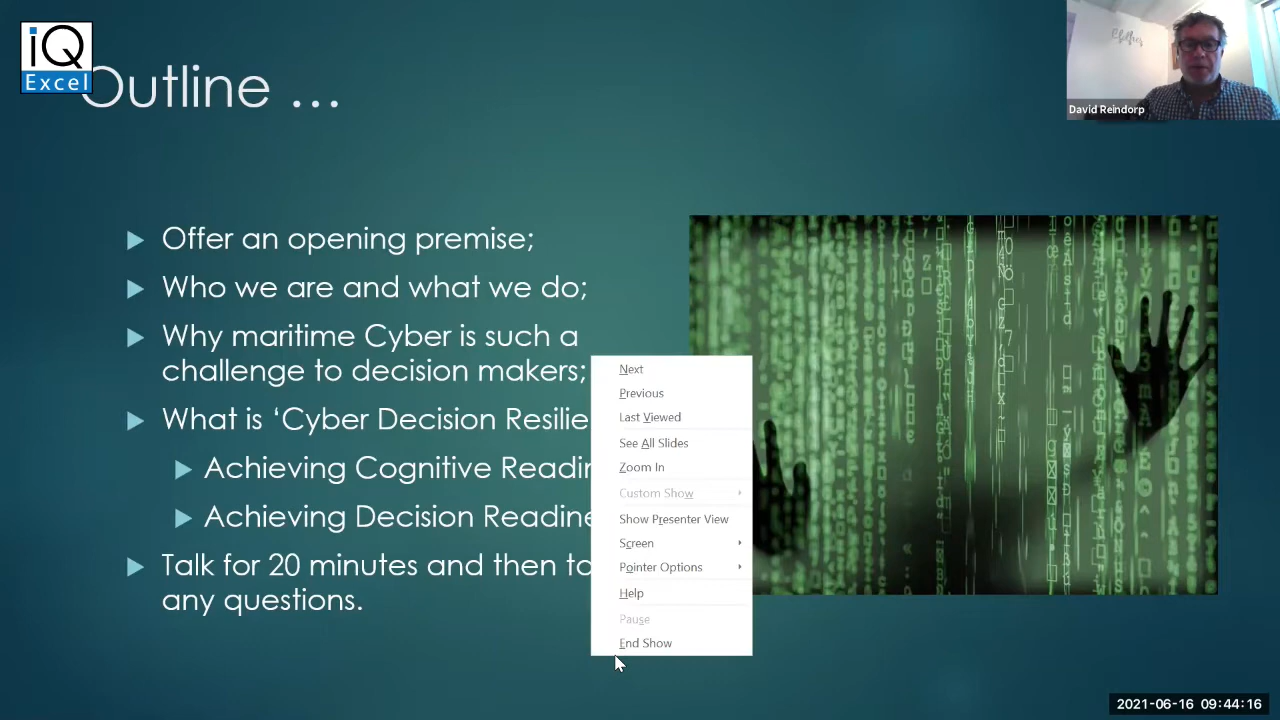 iQ
Excel
Outline ...
David Reindorp
Offer an opening premise;
Who we are and what we do;
Why maritime Cyber is such a
challenge to decision makers;
What is ‘Cyber Decision Resilie
Achieving Cognitive Readin
Achieving Decision Readine
Talk for 20 minutes and then to
any questions.
Next
Previous
Last Viewed
See All Slides
Zoom In
Custom Show
Show Presenter View
Screen
Pointer Options
Help
Pause
End Show
2021-06-16 09:44:16